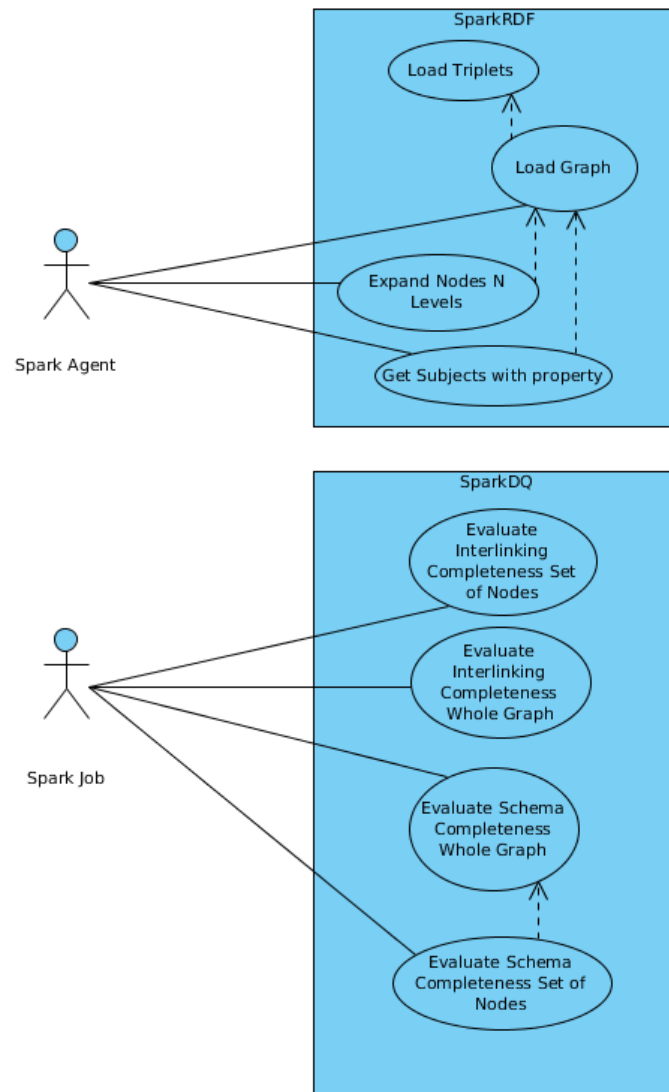 SparkRDF
Load Triplets
Load Graph
Expand Nodes N
Levels
Get Subjects with property
Spark Agent
SparkDQ
Evaluate
Interlinking
Completeness Set
of Nodes
Evaluate
Interlinking
Completeness
Whole Graph
Spark Job
Evaluate Schema
Completeness
Whole Graph
Evaluate Schema
Completeness Set of
Nodes